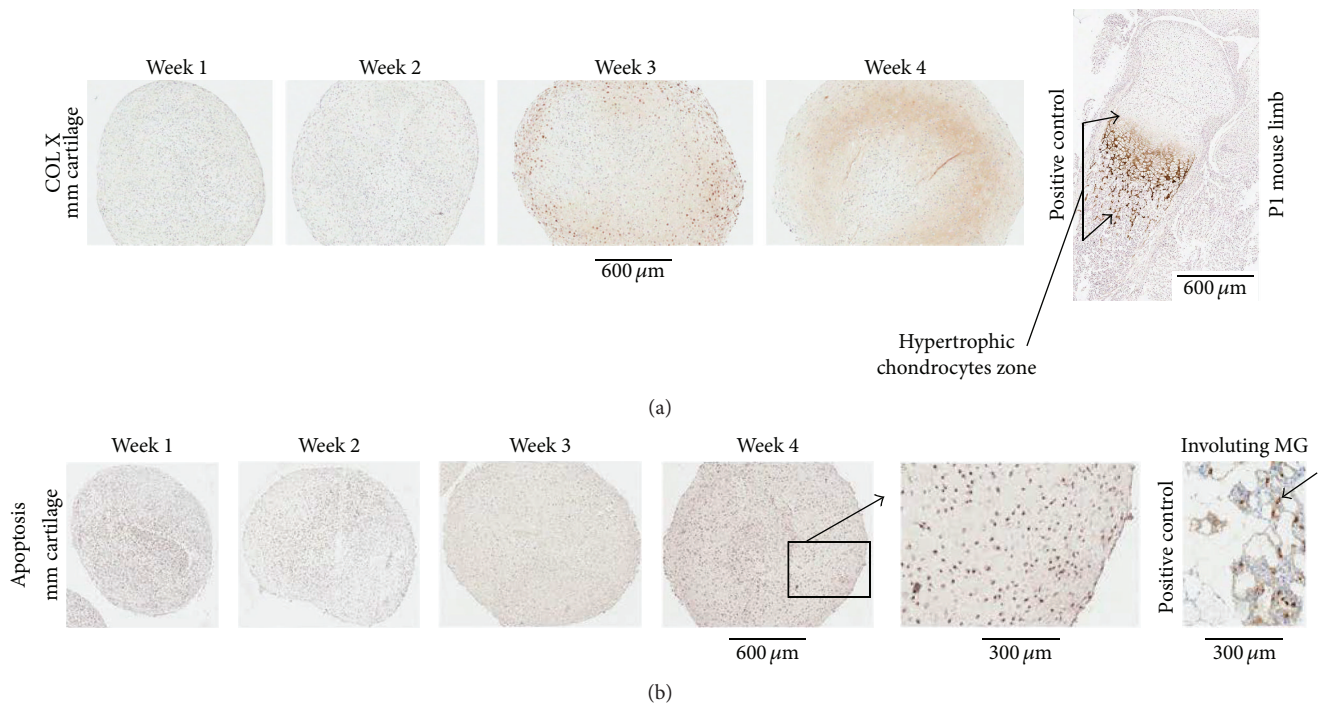 Week 1
Week 2
Week 3
Week 4
COL X
mm cartilage
600 µm
Positive control
P1 mouse limb
600 µm
Hypertrophic
chondrocytes zone
(a)
Week 1
Week 2
Week 3
Week 4
Involuting MG
Apoptosis
mm cartilage
Positive control
600 µm
300 µm
300 µm
(b)